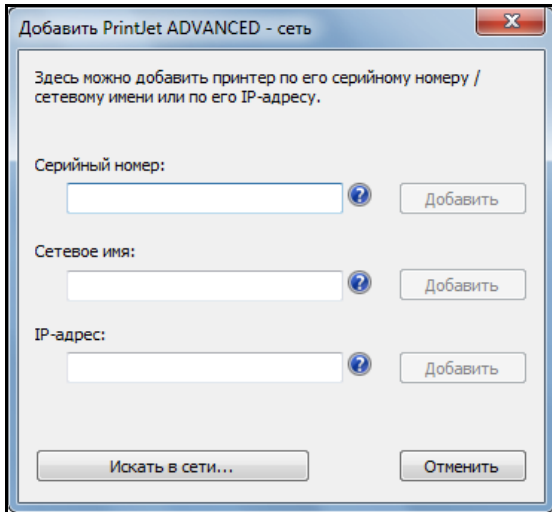 Добавить PrintJet ADVANCED - сеть
Здесь можно добавить принтер по его серийному номеру /
сетевому имени или по его IP-адресу.
Серийный номер:
Добавить
Сетевое имя:
Добавить
IP-адрес:
Добавить
Искать в сети...
Отменить